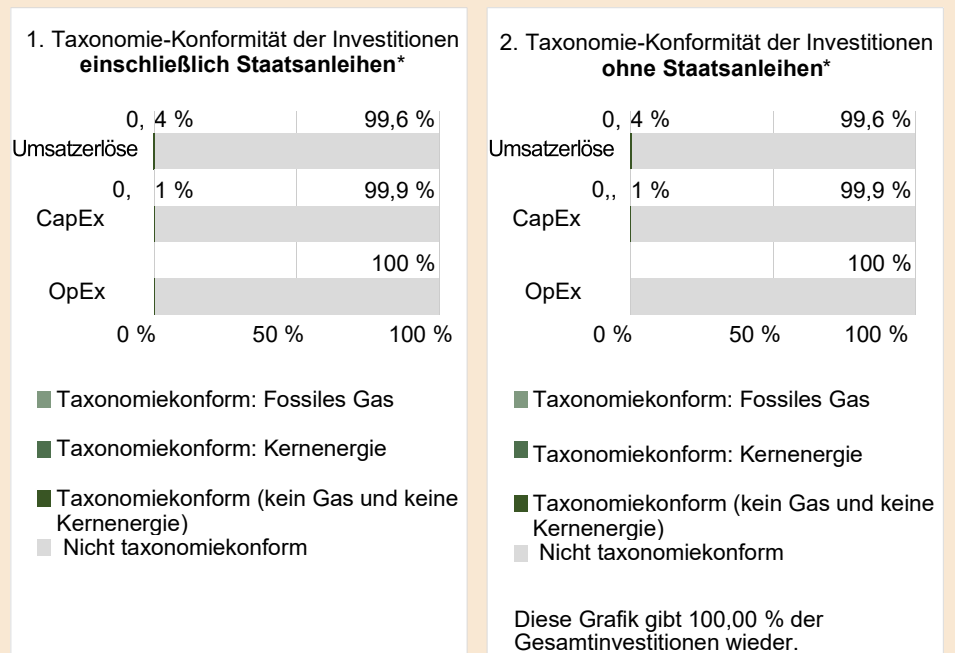 1. Taxonomie-Konformität der Investitionen
einschließlich Staatsanleihen*
0, 4 % 99,6 %
Umsatzerlöse
0, 1 % 99,9 %
CapEx
100 %
OpEx
0 % 50 % 100 %
Taxonomiekonform: Fossiles Gas
Taxonomiekonform: Kernenergie
Taxonomiekonform (kein Gas und keine
Kernenergie)
Nicht taxonomiekonform
2. Taxonomie-Konformität der Investitionen
ohne Staatsanleihen*
0, 4 % 99,6 %
Umsatzerlöse
0,, 1 % 99,9 %
CapEx
100 %
OpEx
0 % 50 % 100 %
Taxonomiekonform: Fossiles Gas
Taxonomiekonform: Kernenergie
Taxonomiekonform (kein Gas und keine
Kernenergie)
Nicht taxonomiekonform
Diese Grafik gibt 100,00 % der
Gesamtinvestitionen wieder.